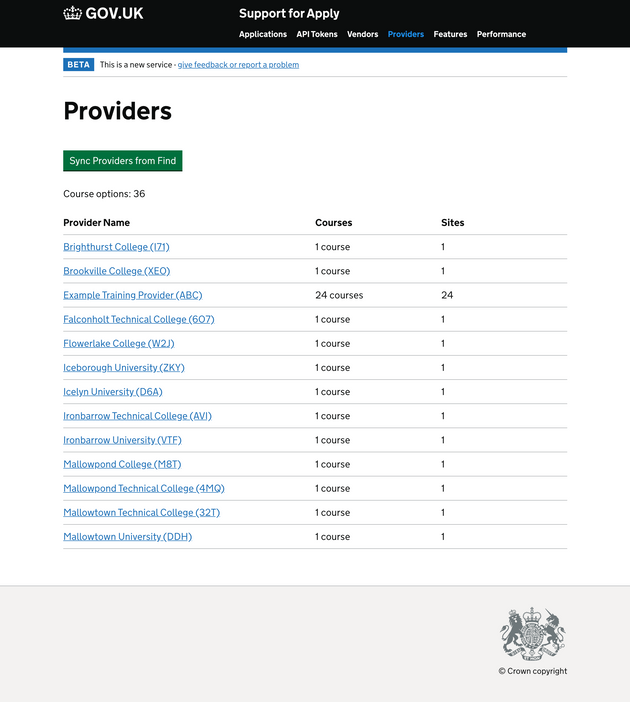 GOV.UK
Support for Apply
Applications API Tokens Vendors Providers Features Performance
BETA This is a new service - give feedback or report a problem
Providers
Sync Providers from Find
Course options: 36
Provider Name Courses Sites
Brighthurst College (I71) 1 course 1
Brookville College (XEO) 1 course 1
Example Training Provider (ABC) 24 courses 24
Falconholt Technical College (6O7) 1 course 1
Flowerlake College (W2J) 1 course 1
Iceborough University (ZKY) 1 course 1
Icelyn University (D6A) 1 course 1
Ironbarrow Technical College (AVI) 1 course 1
Ironbarrow University (VTF) 1 course 1
Mallowpond College (M8T) 1 course 1
Mallowpond Technical College (4MQ) 1 course 1
Mallowtown Technical College (32T) 1 course 1
Mallowtown University (DDH) 1 course 1
© Crown copyright